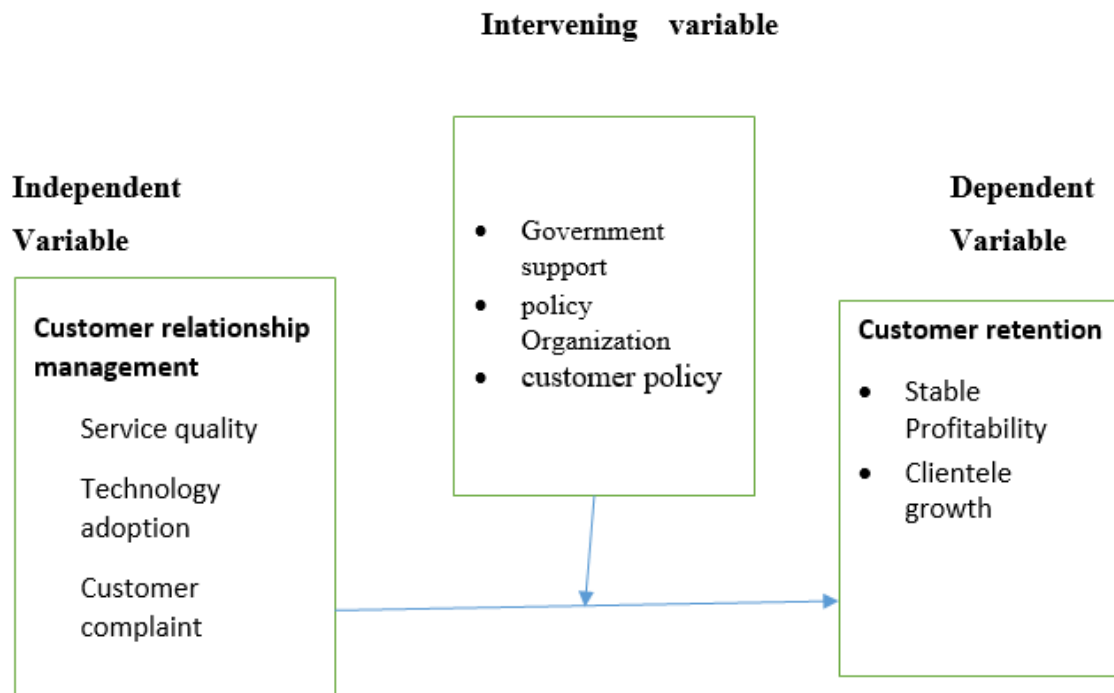 Intervening variable
Independent
Variable
Customer relationship
management
Service quality
Technology
adoption
Customer
complaint
• Government
support
• policy
Organization
• customer policy
Dependent
Variable
Customer retention
• Stable
Profitability
• Clientele
growth